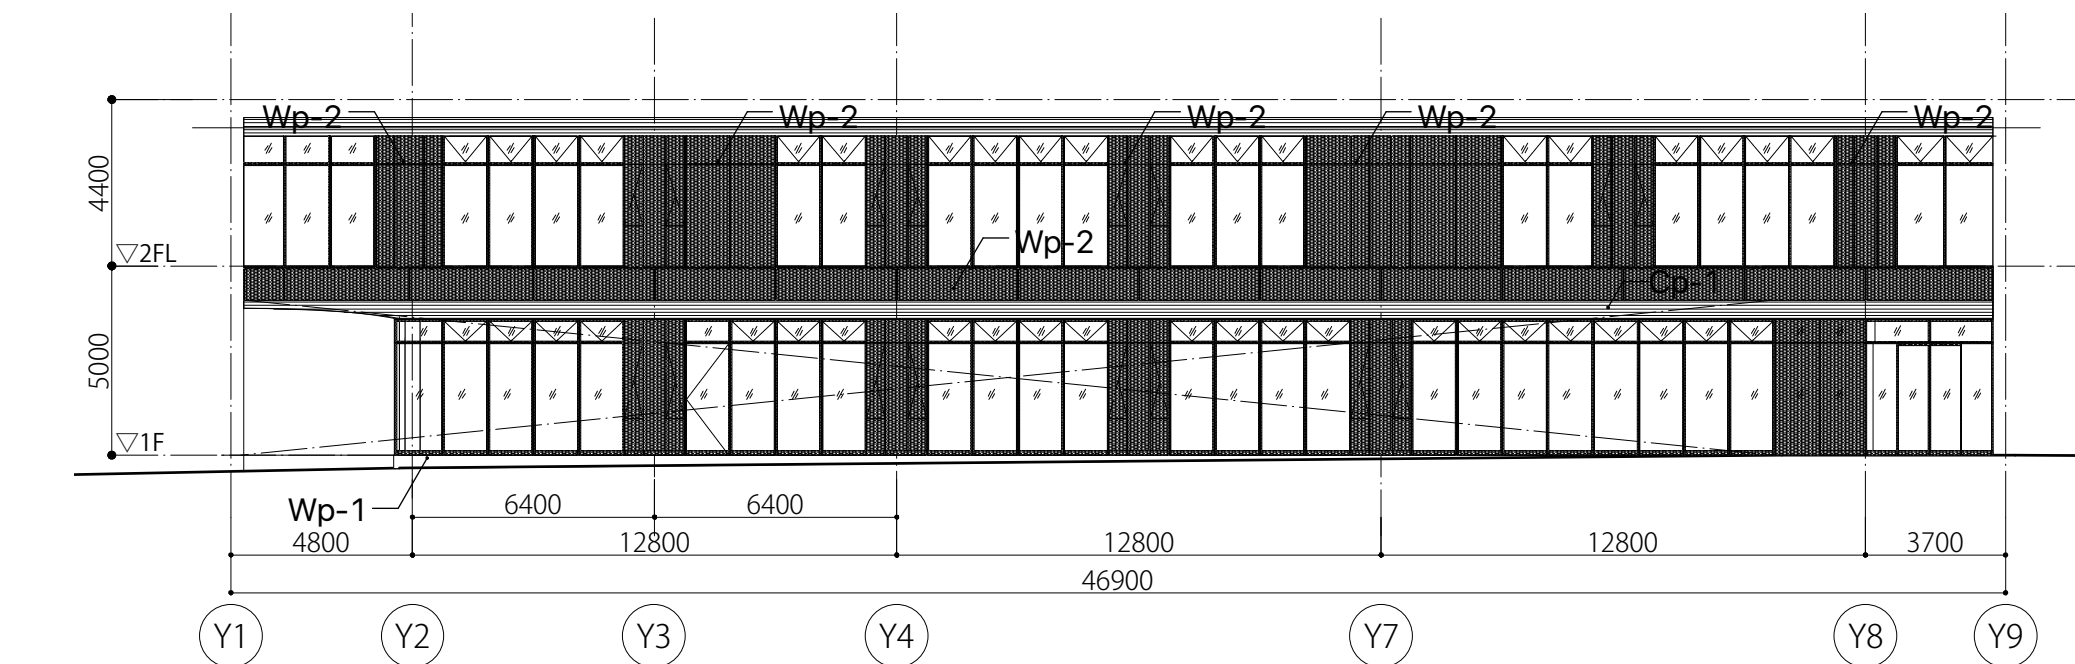 Wp-2 Wp-2 Wp-2 Wp-2 Wp-2
4400
▽2FL
Wp-2
Cp-1
5000
▽1F
Wp-1
6400 6400
4800 12800 12800 12800 3700
46900
Y1 Y2 Y3 Y4 Y7 Y8 Y9